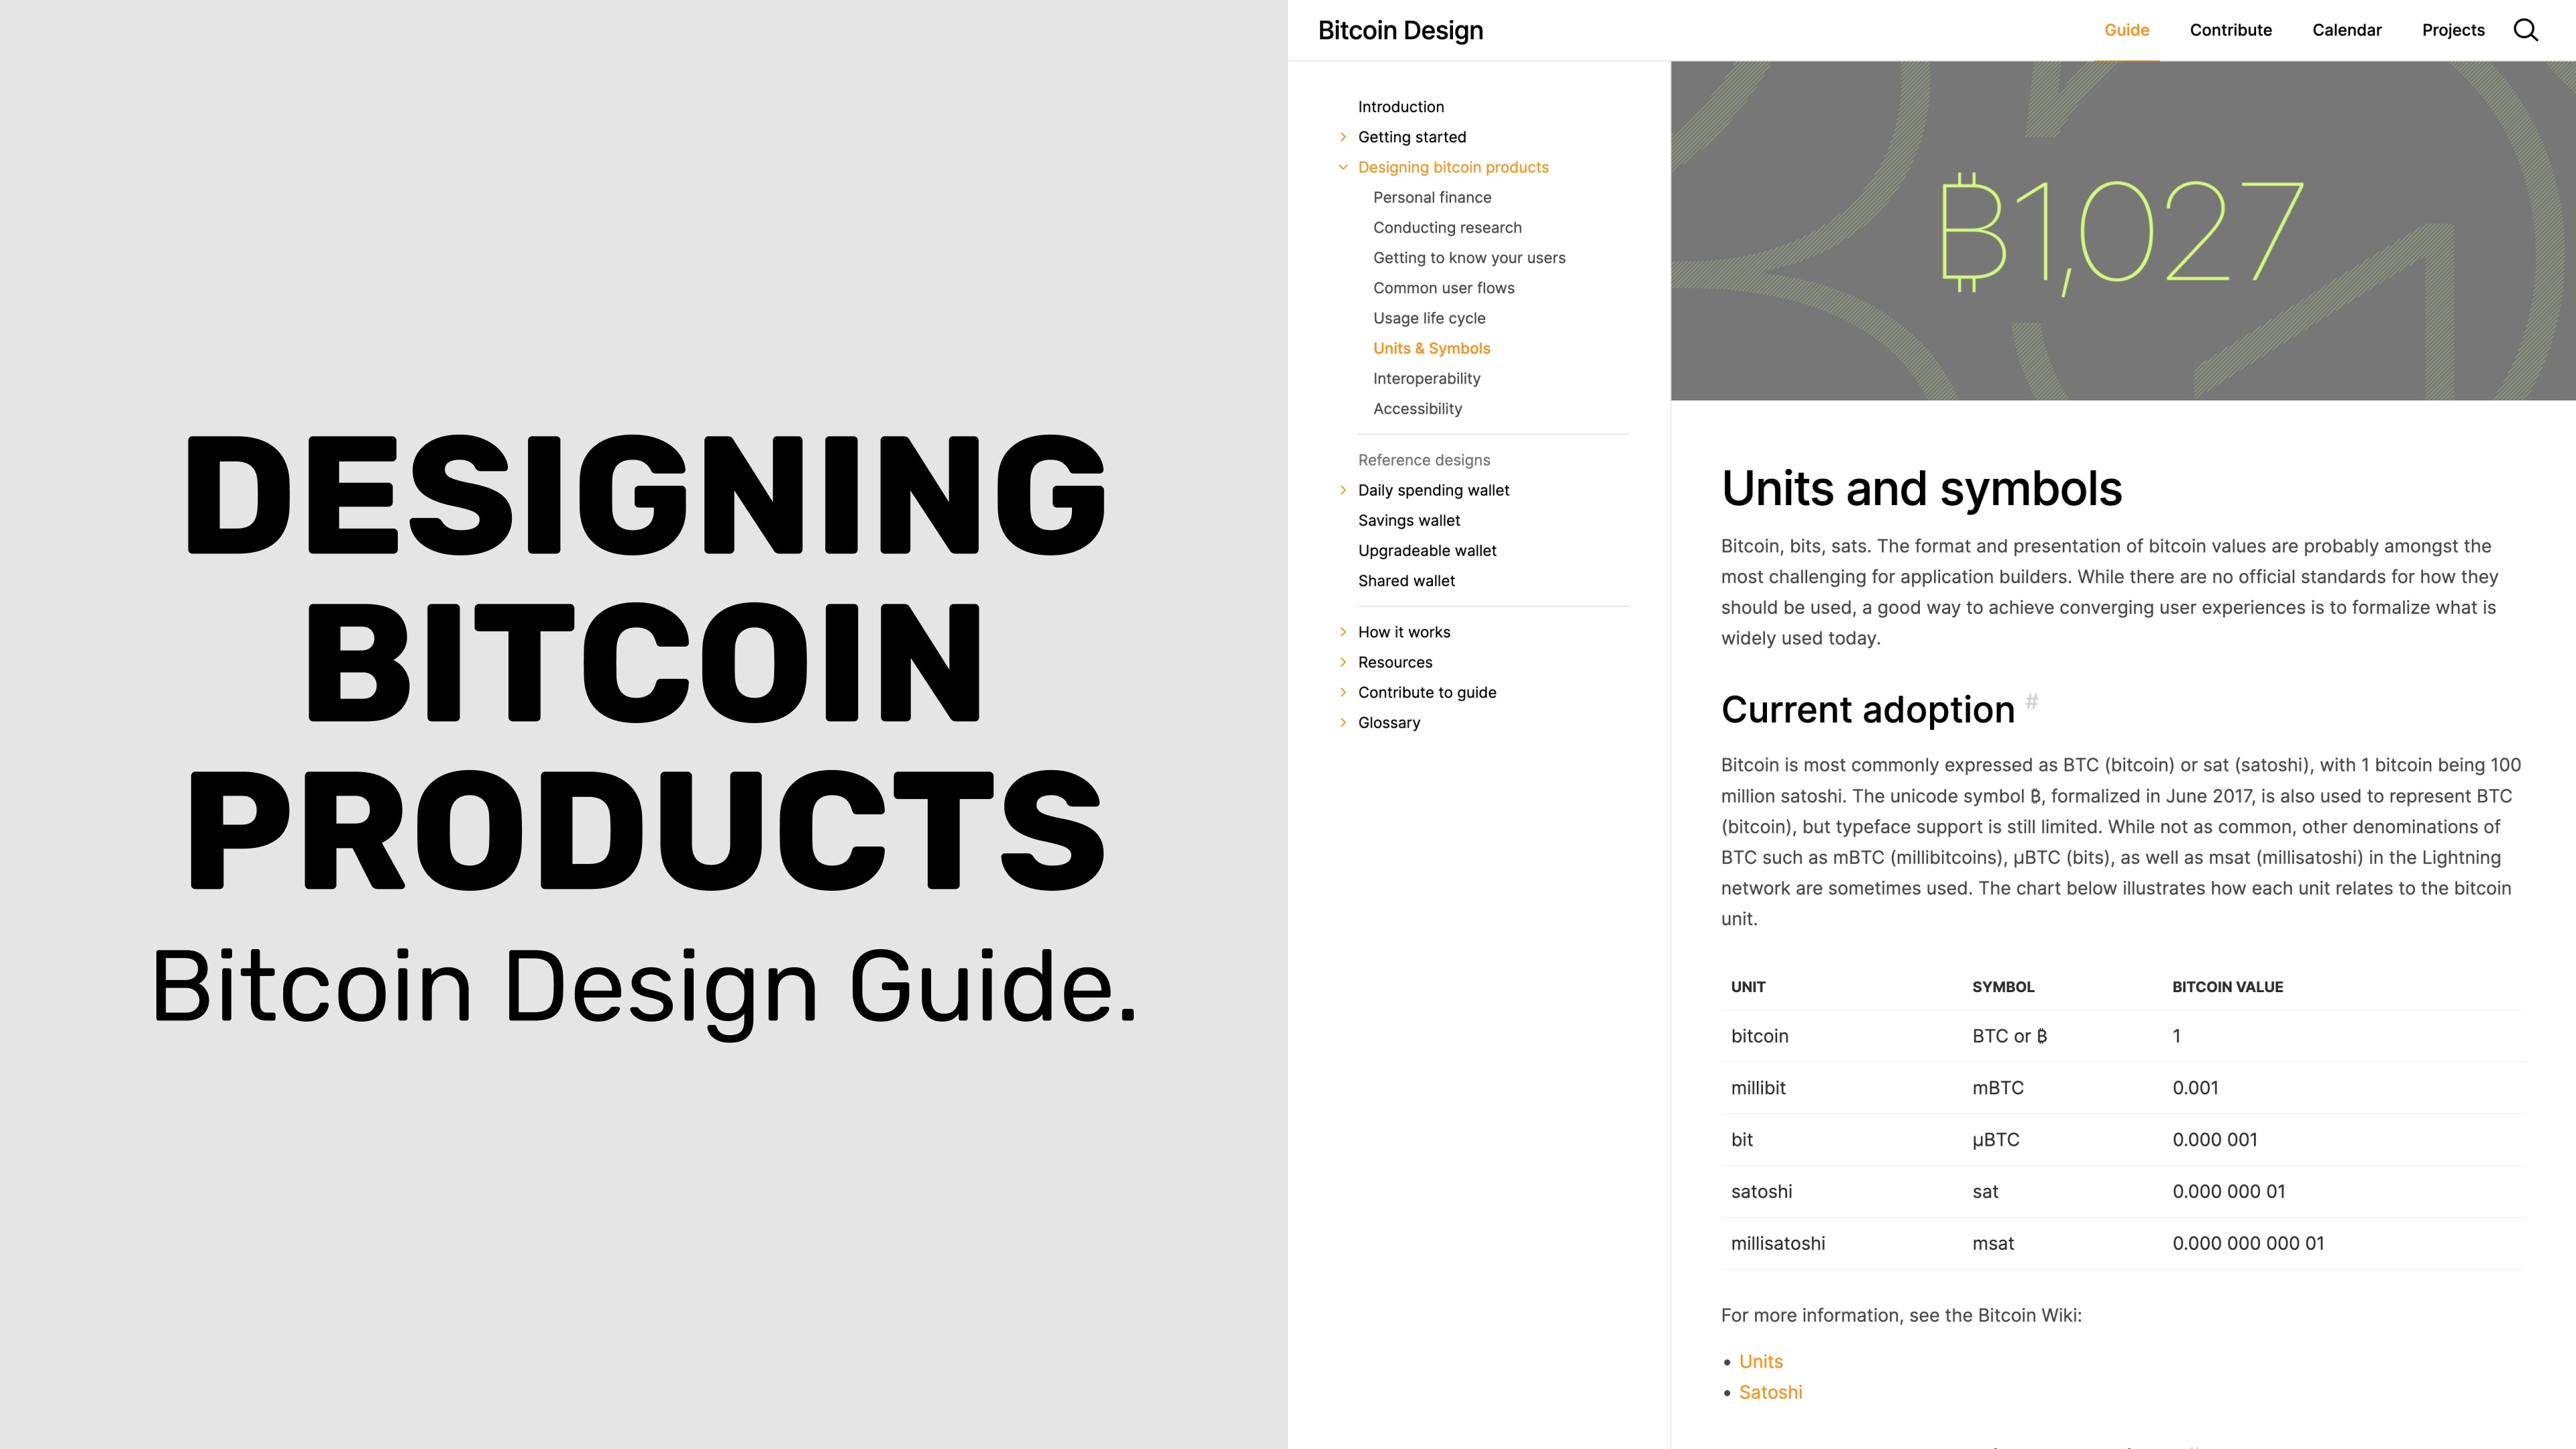 DESIGNING
BITCOIN
PRODUCTS
Bitcoin Design Guide.
Bitcoin Design
Guide
Contribute
Calendar
Projects
Introduction
Getting started
Designing bitcoin products
Personal finance
Conducting research
Getting to know your users
Common user flows
Usage life cycle
Units & Symbols
Interoperability
Accessibility
Reference designs
Daily spending wallet
Savings wallet
Upgradeable wallet
Shared wallet
How it works
Resources
Contribute to guide
Glossary
₿1,027
Units and symbols
Bitcoin, bits, sats. The format and presentation of bitcoin values are probably amongst the
most challenging for application builders. While there are no official standards for how they
should be used, a good way to achieve converging user experiences is to formalize what is
widely used today.
Current adoption #
Bitcoin is most commonly expressed as BTC (bitcoin) or sat (satoshi), with 1 bitcoin being 100
million satoshi. The unicode symbol ₿, formalized in June 2017, is also used to represent BTC
(bitcoin), but typeface support is still limited. While not as common, other denominations of
BTC such as mBTC (millibitcoins), µBTC (bits), as well as msat (millisatoshi) in the Lightning
network are sometimes used. The chart below illustrates how each unit relates to the bitcoin
unit.
UNIT SYMBOL BITCOIN VALUE
bitcoin BTC or ₿ 1
millibit mBTC 0.001
bit µBTC 0.000 001
satoshi sat 0.000 000 01
millisatoshi msat 0.000 000 000 01
For more information, see the Bitcoin Wiki:
• Units
• Satoshi